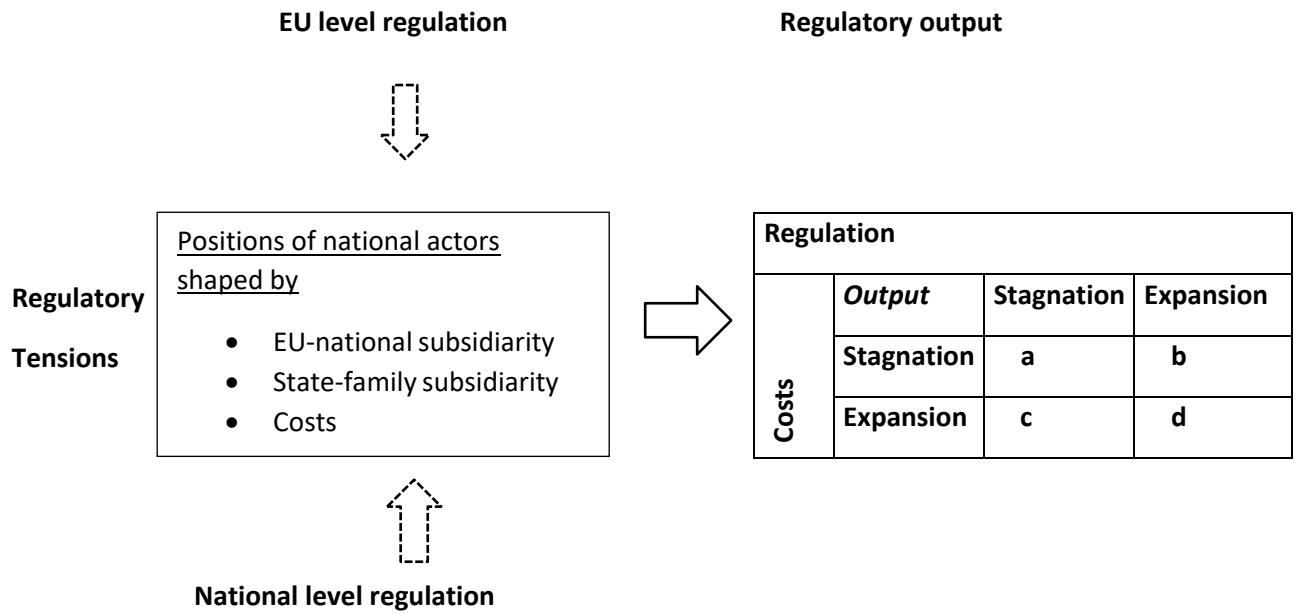 EU level regulation
Regulatory output
Regulatory
Tensions
Positions of national actors
shaped by
• EU-national subsidiarity
• State-family subsidiarity
• Costs
Regulation
Costs
Output Stagnation Expansion
Stagnation a b
Expansion c d
National level regulation